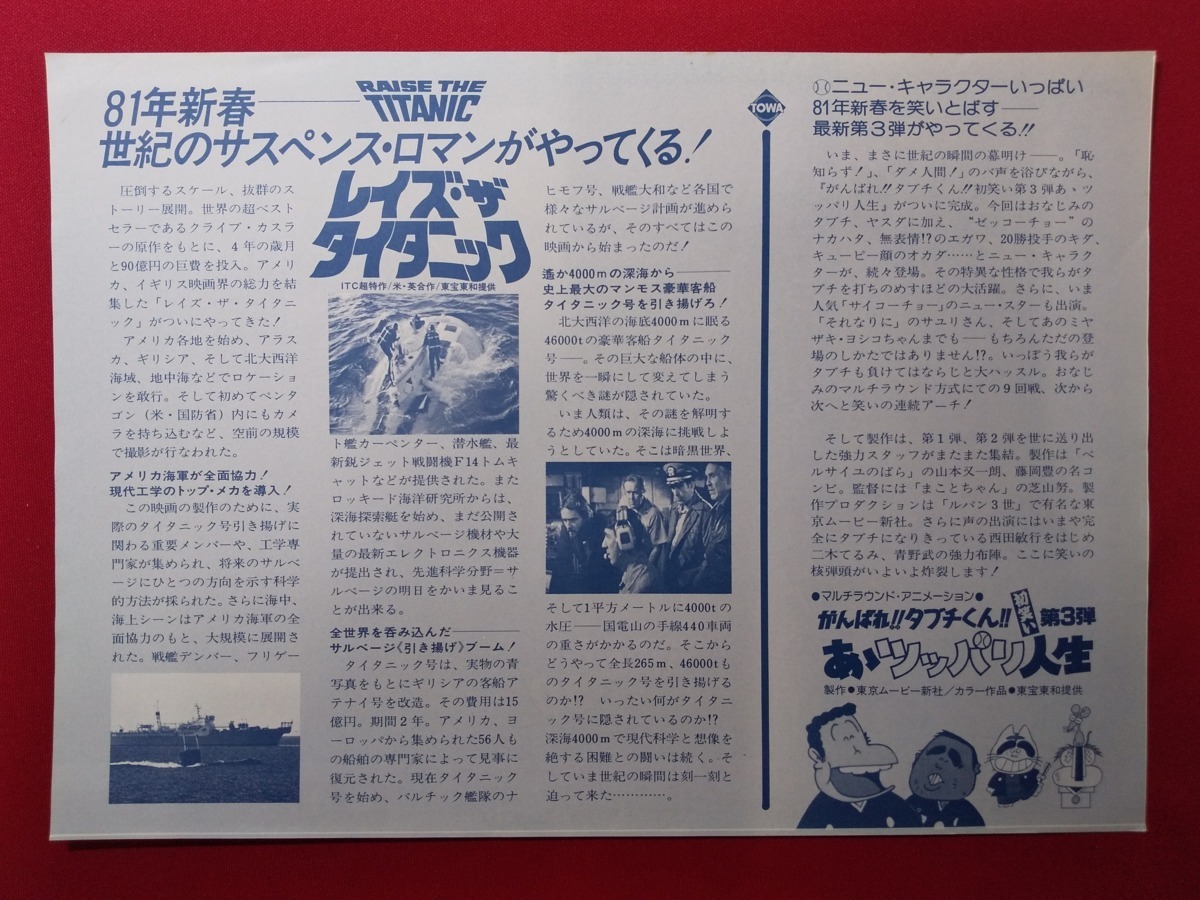 81年新春
RAISE THE
TITANIC
世紀のサスペンス・ロマンがやってくる!
圧倒するスケール、抜群のス
トーリー展開。世界の超ベスト
セラーであるクライブ・カスラ
ーの原作をもとに、4年の歳月
と90億円の巨費を投入。アメリ
カ、イギリス映画界の総力を結
集した「レイズ・ザ・タイタニ
ック」がついにやってきた!
アメリカ各地を始め、アラス
カ、ギリシア、そして北大西洋
海域、地中海などでロケーショ
ンを敢行。そして初めてペンタ
ゴン(米・国防省)内にもカメ
ラを持ち込むなど、空前の規模
で撮影が行なわれた。
アメリカ海軍が全面協力!
現代工学のトップ・メカを導入!
この映画の製作のために、実
際のタイタニック号引き揚げに
関わる重要メンバーや、工学専
門家が集められ、将来のサルベ
ージにひとつの方向を示す科学
的方法が採られた。さらに海中、
海上シーンはアメリカ海軍の全
面協力のもと、大規模に展開さ
れた。戦艦デンバー、フリゲー
レイズ・ザ
タイタニック
ITC超特作/米・英合作/東宝東和提供
ト艦カーペンター、潜水艦、最
新鋭ジェット戦闘機F14トムキ
ャットなどが提供された。また
ロッキード海洋研究所からは、
深海探索艇を始め、まだ公開さ
れていないサルベージ機材や大
量の最新エレクトロニクス機器
が提出され、先進科学分野=サ
ルベージの明日をかいま見るこ
とが出来る。
全世界を呑み込んだ――
サルベージ《引き揚げ》ブーム!
タイタニック号は、実物の青
写真をもとにギリシアの客船ア
テナイ号を改造。その費用は15
億円。期間2年。アメリカ、ヨ
ーロッパから集められた56人も
の船舶の専門家によって見事に
復元された。現在タイタニック
号を始め、バルチック艦隊のナ
ヒモフ号、戦艦大和など各国で
様々なサルベージ計画が進めら
れているが、そのすべてはこの
映画から始まったのだ!
遙か4000mの深海から――
史上最大のマンモス豪華客船
タイタニック号を引き揚げろ!
北大西洋の海底4000mに眠る
46000tの豪華客船タイタニック
号――。その巨大な船体の中に、
世界を一瞬にして変えてしまう
驚くべき謎が隠されていた。
いま人類は、その謎を解明す
るため4000mの深海に挑戦しよ
うとしていた。そこは暗黒世界、
そして1平方メートルに4000tの
水圧――国電山の手線440車両
の重さがかかるのだ。そこから
どうやって全長265m、46000tも
のタイタニック号を引き揚げる
のか!? いったい何がタイタニ
ック号に隠されているのか!?
深海4000mで現代科学と想像を
絶する困難との闘いは続く。そ
していま世紀の瞬間は刻一刻と
迫って来た…………。
TOWA
ニュー・キャラクターいっぱい
81年新春を笑いとばす――
最新第3弾がやってくる!!
いま、まさに世紀の瞬間の幕明け――。「恥
知らず!」、「ダメ人間!」のバ声を浴びながら、
『がんばれ!!タブチくん!!初笑い第3弾あゝツ
ッパリ人生』がついに完成。今回はおなじみの
タブチ、ヤスダに加え、“ゼッコーチョー”の
ナカハタ、無表情!?のエガワ、20勝投手のキダ、
キューピー顔のオカダ……とニュー・キャラク
ターが、続々登場。その特異な性格で我らがタ
ブチを打ちのめすほどの大活躍。さらに、いま
人気「サイコーチョー」のニュー・スターも出演。
「それなりに」のサユリさん、そしてあのミヤ
ザキ・ヨシコちゃんまでも――もちろんただの登
場のしかたではありません!?。いっぽう我らが
タブチも負けてはならじと大ハッスル。おなじ
みのマルチラウンド方式にての9回戦、次から
次へと笑いの連続アーチ!
そして製作は、第1弾、第2弾を世に送り出
した強力スタッフがまたまた集結。製作は「ベ
ルサイユのばら」の山本又一朗、藤岡豊の名コ
ンビ。監督には「まことちゃん」の芝山努。製
作プロダクションは「ルパン3世」で有名な東
京ムービー新社。さらに声の出演にはいまや完
全にタブチになりきっている西田敏行をはじめ
二木てるみ、青野武の強力布陣。ここに笑いの
核弾頭がいよいよ炸裂します!
●マルチラウンド・アニメーション●
がんばれ!!タブチくん!! 初笑い 第3弾
あゝツッパリ人生
製作●東京ムービー新社/カラー作品●東宝東和提供